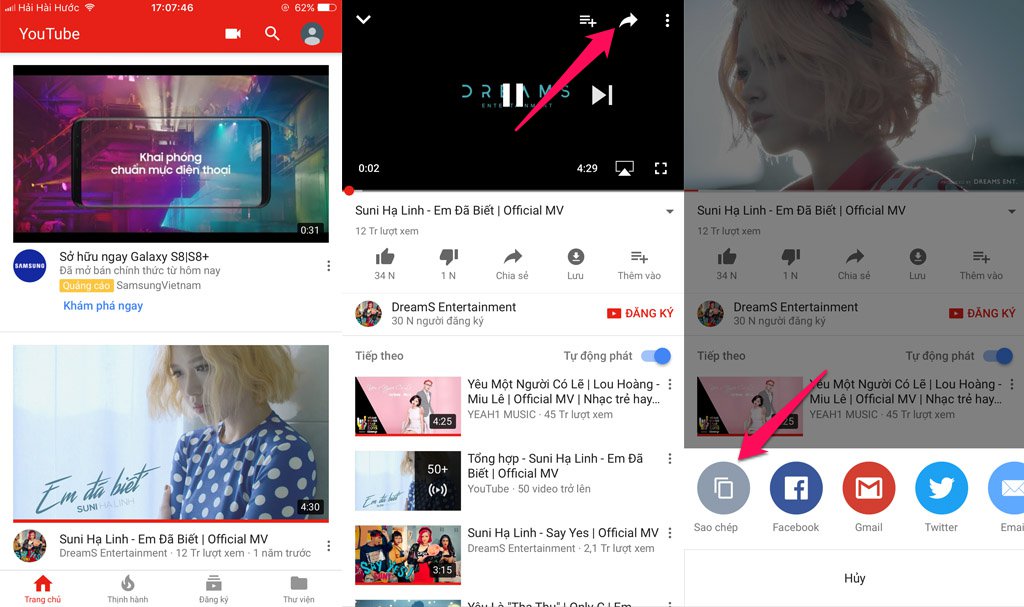 Hải Hài Hước
17:07:46
62%
YouTube
Khai phóng
chuẩn mực điện thoại
0:31
SAMSUNG
Sở hữu ngay Galaxy S8|S8+
Đã mở bán chính thức từ hôm nay
Quảng cáo SamsungVietnam
Khám phá ngay
Em đã biết
SUNI HẠ LINH
4:30
Suni Hạ Linh - Em Đã Biết | Official MV
DreamS Entertainment · 12 Tr lượt xem · 1 năm trước
Trang chủ
Thịnh hành
Đăng ký
Thư viện
DREAMS
ENTERTAINMENT
0:02
4:29
Suni Hạ Linh - Em Đã Biết | Official MV
12 Tr lượt xem
34 N
1 N
Chia sẻ
Lưu
Thêm vào
DreamS Entertainment
30 N người đăng ký
ĐĂNG KÝ
Tiếp theo
Tự động phát
4:25
Yêu Một Người Có Lẽ | Lou Hoàng -
Miu Lê | Official MV | Nhạc trẻ hay...
YEAH1 MUSIC · 45 Tr lượt xem
Em đã biết
50+
Tổng hợp - Suni Hạ Linh - Em Đã
Biết | Official MV
YouTube · 50 video trở lên
SAY YES
3:15
Suni Hạ Linh - Say Yes | Official MV
DreamS Entertainment · 2,1 Tr lượt xem
Yêu Là "Tha Thu" | Only C | Em
DREAMS ENT.
Suni Hạ Linh - Em Đã Biết | Official MV
12 Tr lượt xem
34 N
1 N
Chia sẻ
Lưu
Thêm vào
DreamS Entertainment
30 N người đăng ký
ĐĂNG KÝ
Tiếp theo
Tự động phát
4:25
Yêu Một Người Có Lẽ | Lou Hoàng -
Miu Lê | Official MV | Nhạc trẻ hay...
YEAH1 MUSIC · 45 Tr lượt xem
Sao chép
Facebook
Gmail
Twitter
Emai
Hủy